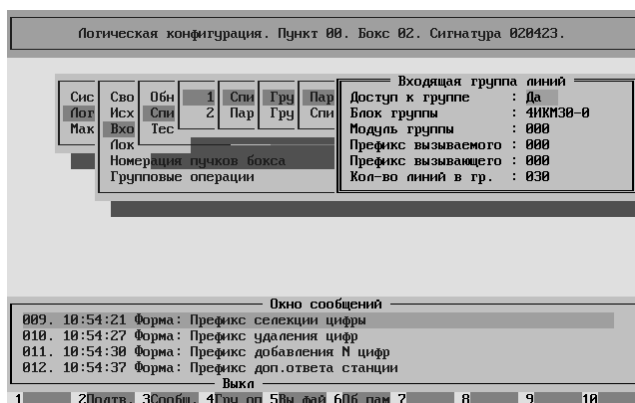 Логическая конфигурация. Пункт 00. Бокс 02. Сигнатура 020423.
Входящая группа линий
Сис Сво Обн 1 Спи Гру Пар Доступ к группе : Да
Лог Исх Спи 2 Пар Гру Спи Блок группы : 4ИКМ30-0
Мак Вхо Тес Модуль группы : 000
Лок Префикс вызываемого : 000
Номерация пучков бокса Префикс вызывающего : 000
Групповые операции Кол-во линий в гр. : 030
Окно сообщений
009. 10:54:21 Форма: Префикс селекции цифры
010. 10:54:27 Форма: Префикс удаления цифр
011. 10:54:30 Форма: Префикс добавления N цифр
012. 10:54:37 Форма: Префикс доп.ответа станции
Выкл
1 2Подтв. 3Сообщ. 4Гру оп 5Вы фай 6Об пам 7 8 9 10